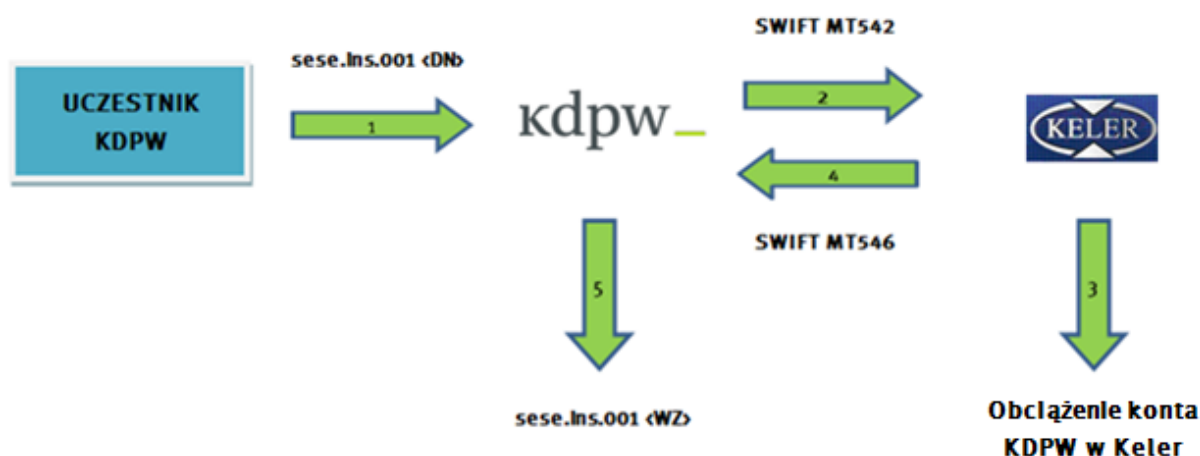 SWIFT MT542
sese.Ins.001 <DN>
UCZESTNIK
KDPW
1
kdpw_
2
KELER
4
SWIFT MT546
5
3
sese.Ins.001 <WZ>
Obciążenie konta
KDPW w Keler